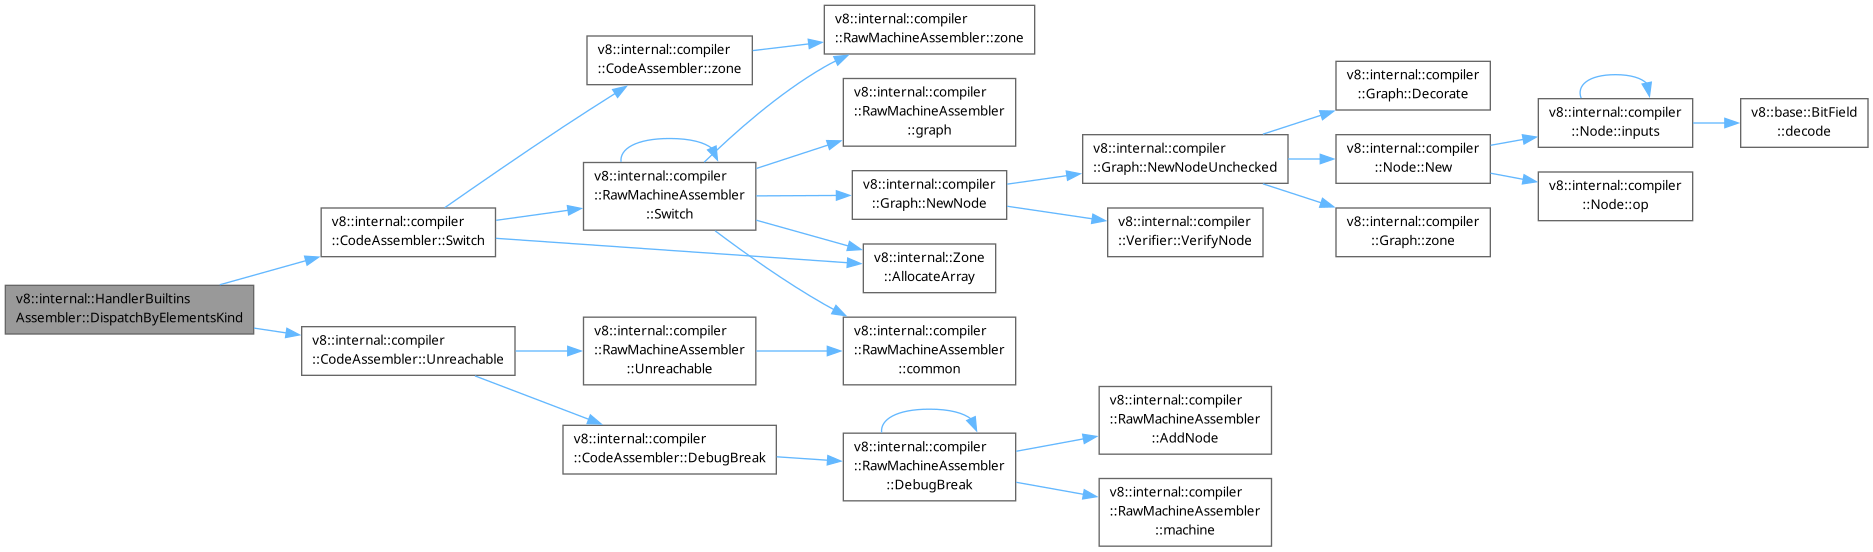 v8::internal::HandlerBuiltins
Assembler::DispatchByElementsKind
v8::internal::compiler
::CodeAssembler::Switch
v8::internal::compiler
::CodeAssembler::Unreachable
v8::internal::compiler
::CodeAssembler::zone
v8::internal::compiler
::RawMachineAssembler
::Switch
v8::internal::compiler
::RawMachineAssembler
::Unreachable
v8::internal::compiler
::CodeAssembler::DebugBreak
v8::internal::compiler
::RawMachineAssembler::zone
v8::internal::compiler
::RawMachineAssembler
::graph
v8::internal::compiler
::Graph::NewNode
v8::internal::Zone
::AllocateArray
v8::internal::compiler
::RawMachineAssembler
::common
v8::internal::compiler
::RawMachineAssembler
::DebugBreak
v8::internal::compiler
::Graph::NewNodeUnchecked
v8::internal::compiler
::Verifier::VerifyNode
v8::internal::compiler
::RawMachineAssembler
::AddNode
v8::internal::compiler
::RawMachineAssembler
::machine
v8::internal::compiler
::Graph::Decorate
v8::internal::compiler
::Node::New
v8::internal::compiler
::Graph::zone
v8::internal::compiler
::Node::inputs
v8::internal::compiler
::Node::op
v8::base::BitField
::decode